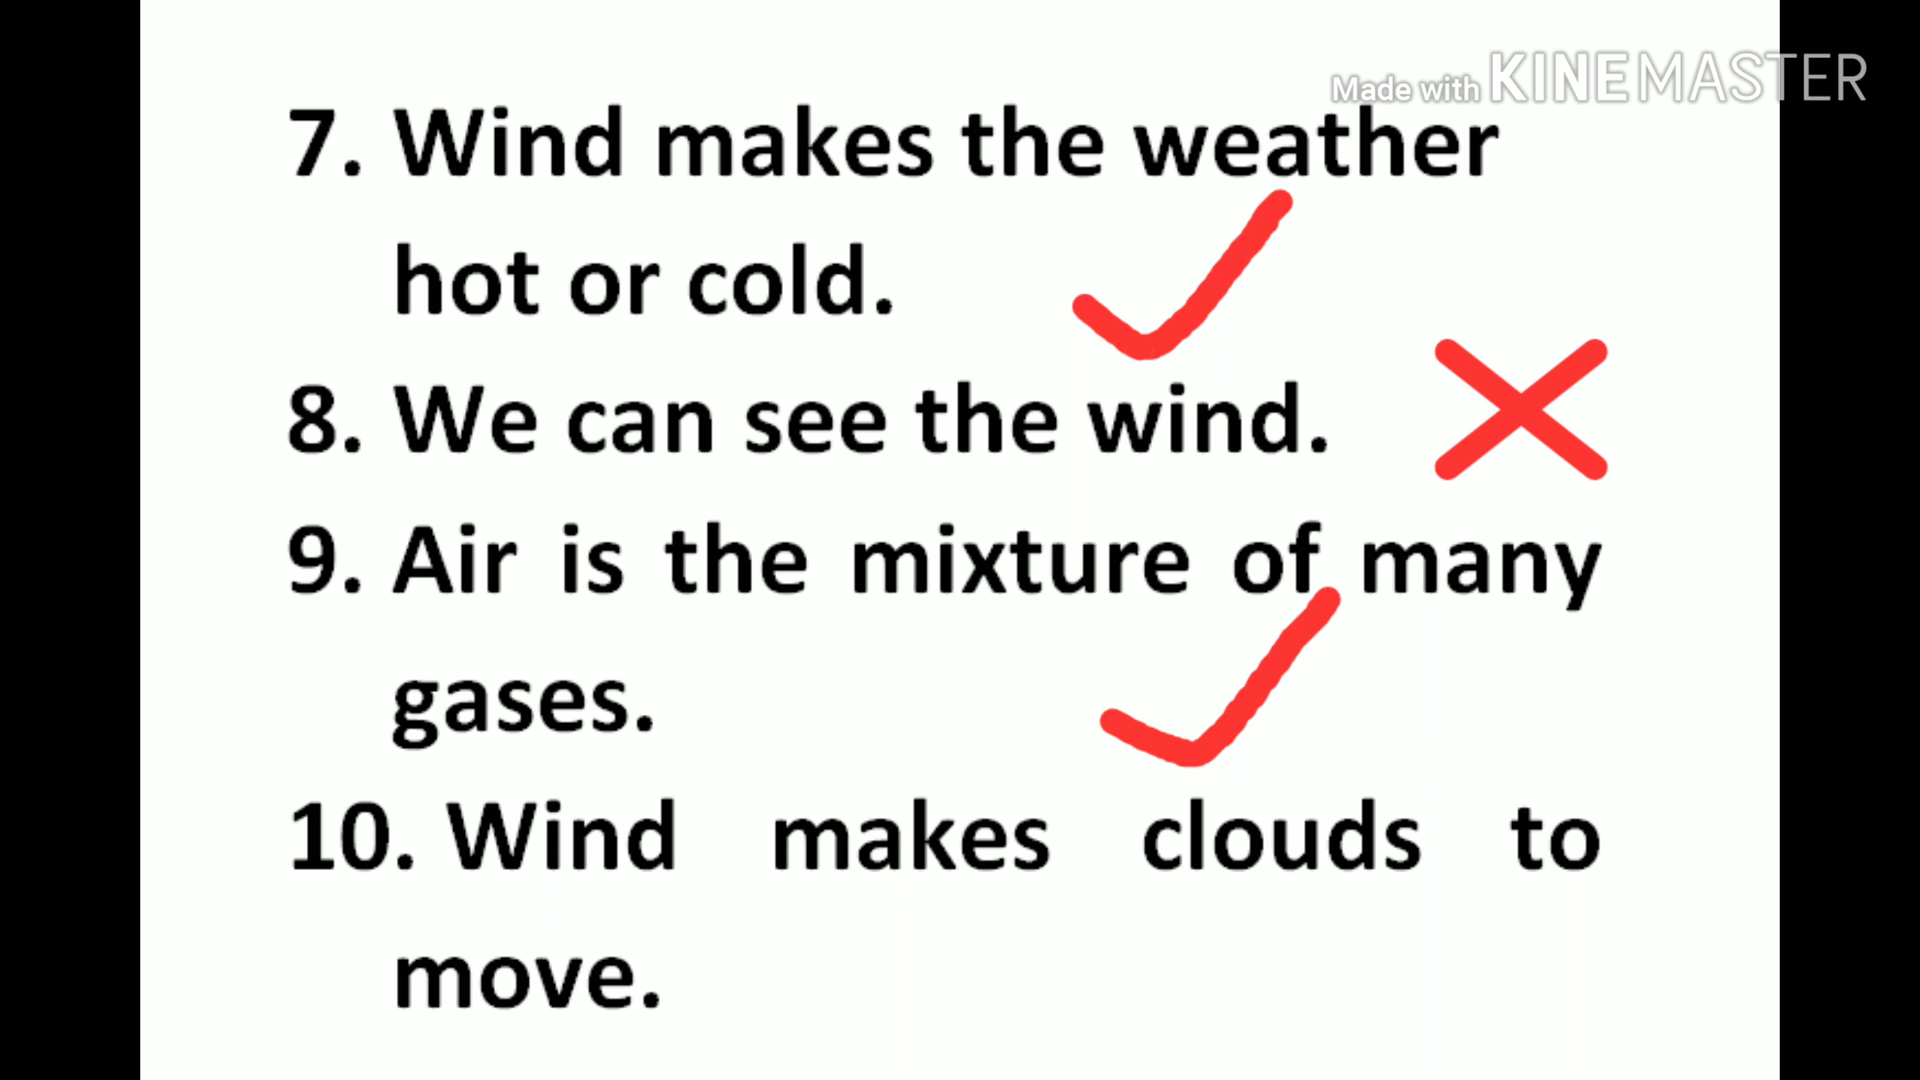 Made with KINEMASTER
7. Wind makes the weather
hot or cold.
8. We can see the wind.
9. Air is the mixture of many
gases.
10. Wind makes clouds to
move.